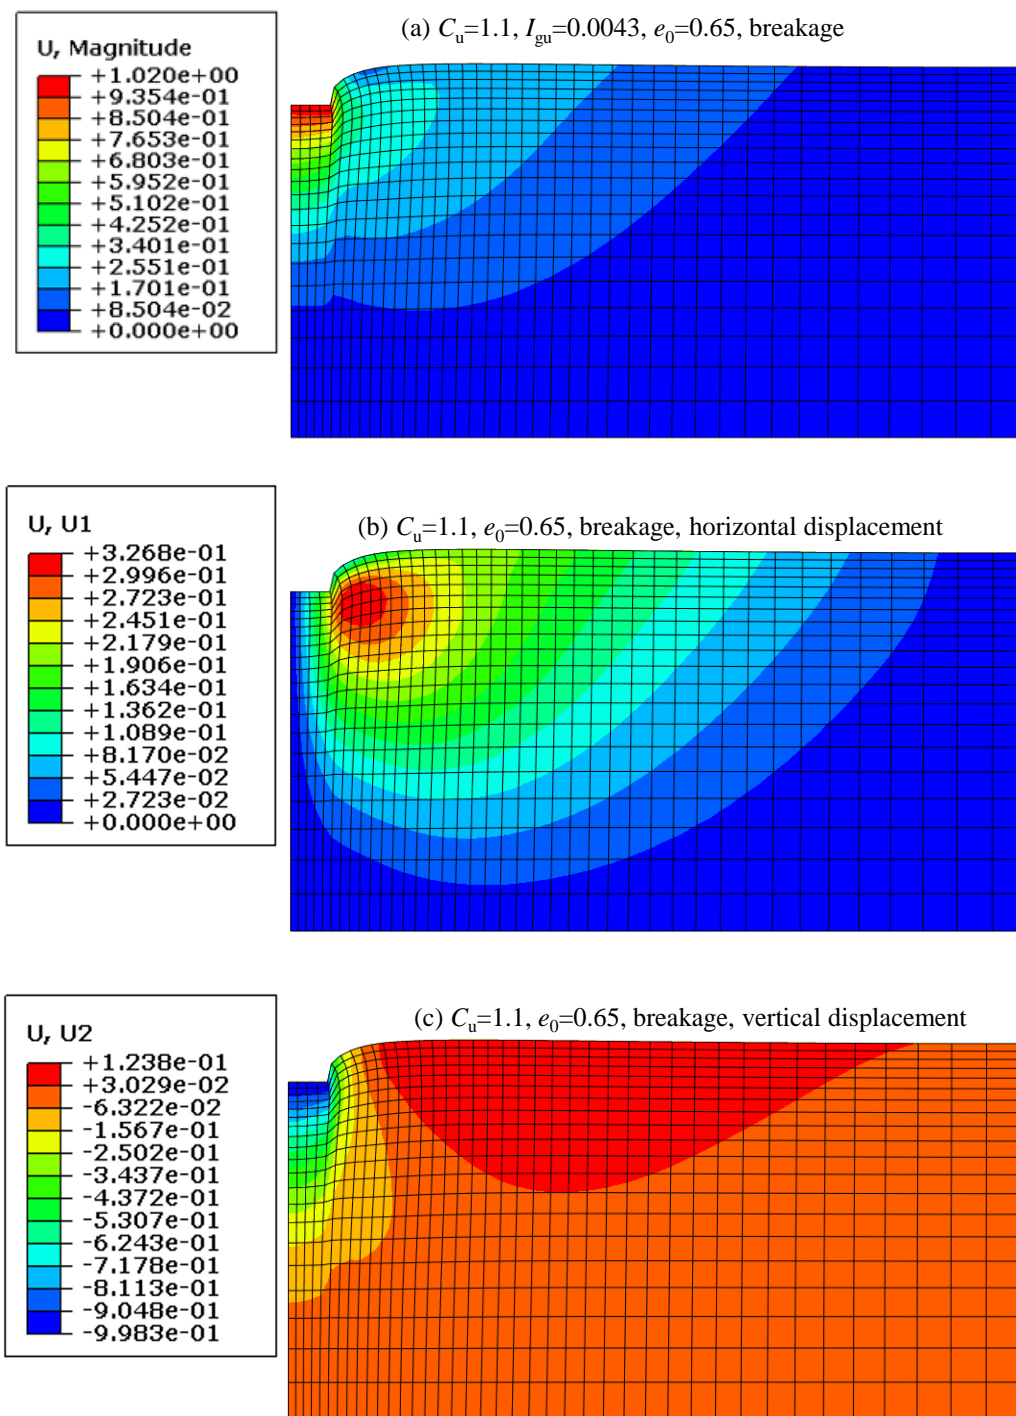 (a) Cu=1.1, Igu=0.0043, e0=0.65, breakage
U, Magnitude
+1.020e+00
+9.354e-01
+8.504e-01
+7.653e-01
+6.803e-01
+5.952e-01
+5.102e-01
+4.252e-01
+3.401e-01
+2.551e-01
+1.701e-01
+8.504e-02
+0.000e+00
(b) Cu=1.1, e0=0.65, breakage, horizontal displacement
U, U1
+3.268e-01
+2.996e-01
+2.723e-01
+2.451e-01
+2.179e-01
+1.906e-01
+1.634e-01
+1.362e-01
+1.089e-01
+8.170e-02
+5.447e-02
+2.723e-02
+0.000e+00
(c) Cu=1.1, e0=0.65, breakage, vertical displacement
U, U2
+1.238e-01
+3.029e-02
-6.322e-02
-1.567e-01
-2.502e-01
-3.437e-01
-4.372e-01
-5.307e-01
-6.243e-01
-7.178e-01
-8.113e-01
-9.048e-01
-9.983e-01